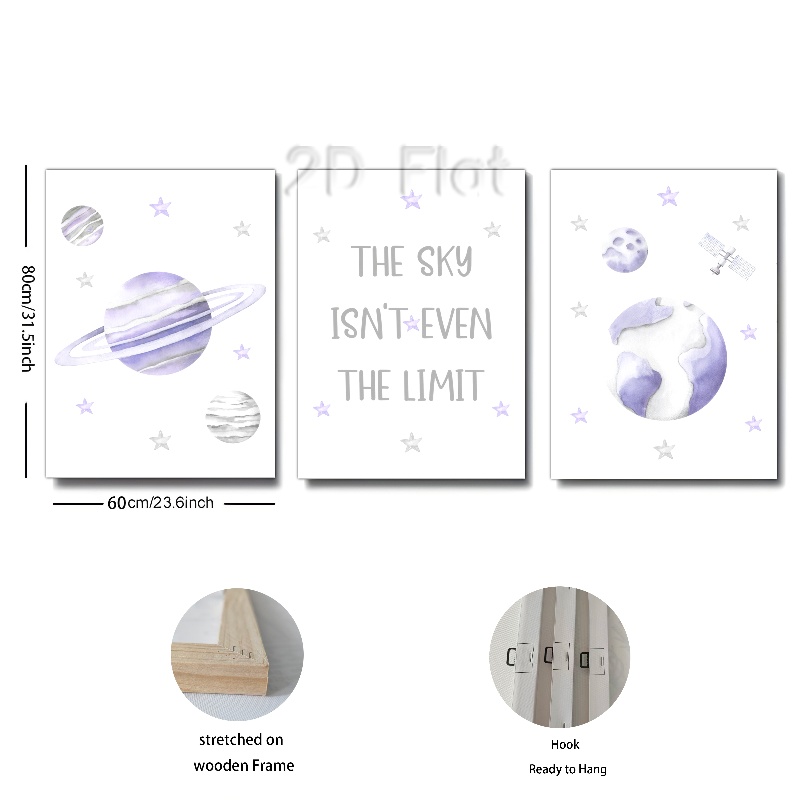 2D Flat
THE SKY
ISN'T EVEN
THE LIMIT
80cm/31.5inch
60cm/23.6inch
stretched on
wooden Frame
Hook
Ready to Hang